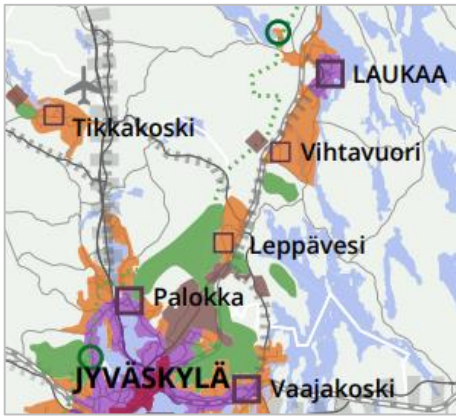 LAUKAA
Tikkakoski
Vihtavuori
Leppävesi
Palokka
JYVÄSKYLÄ
Vaajakoski